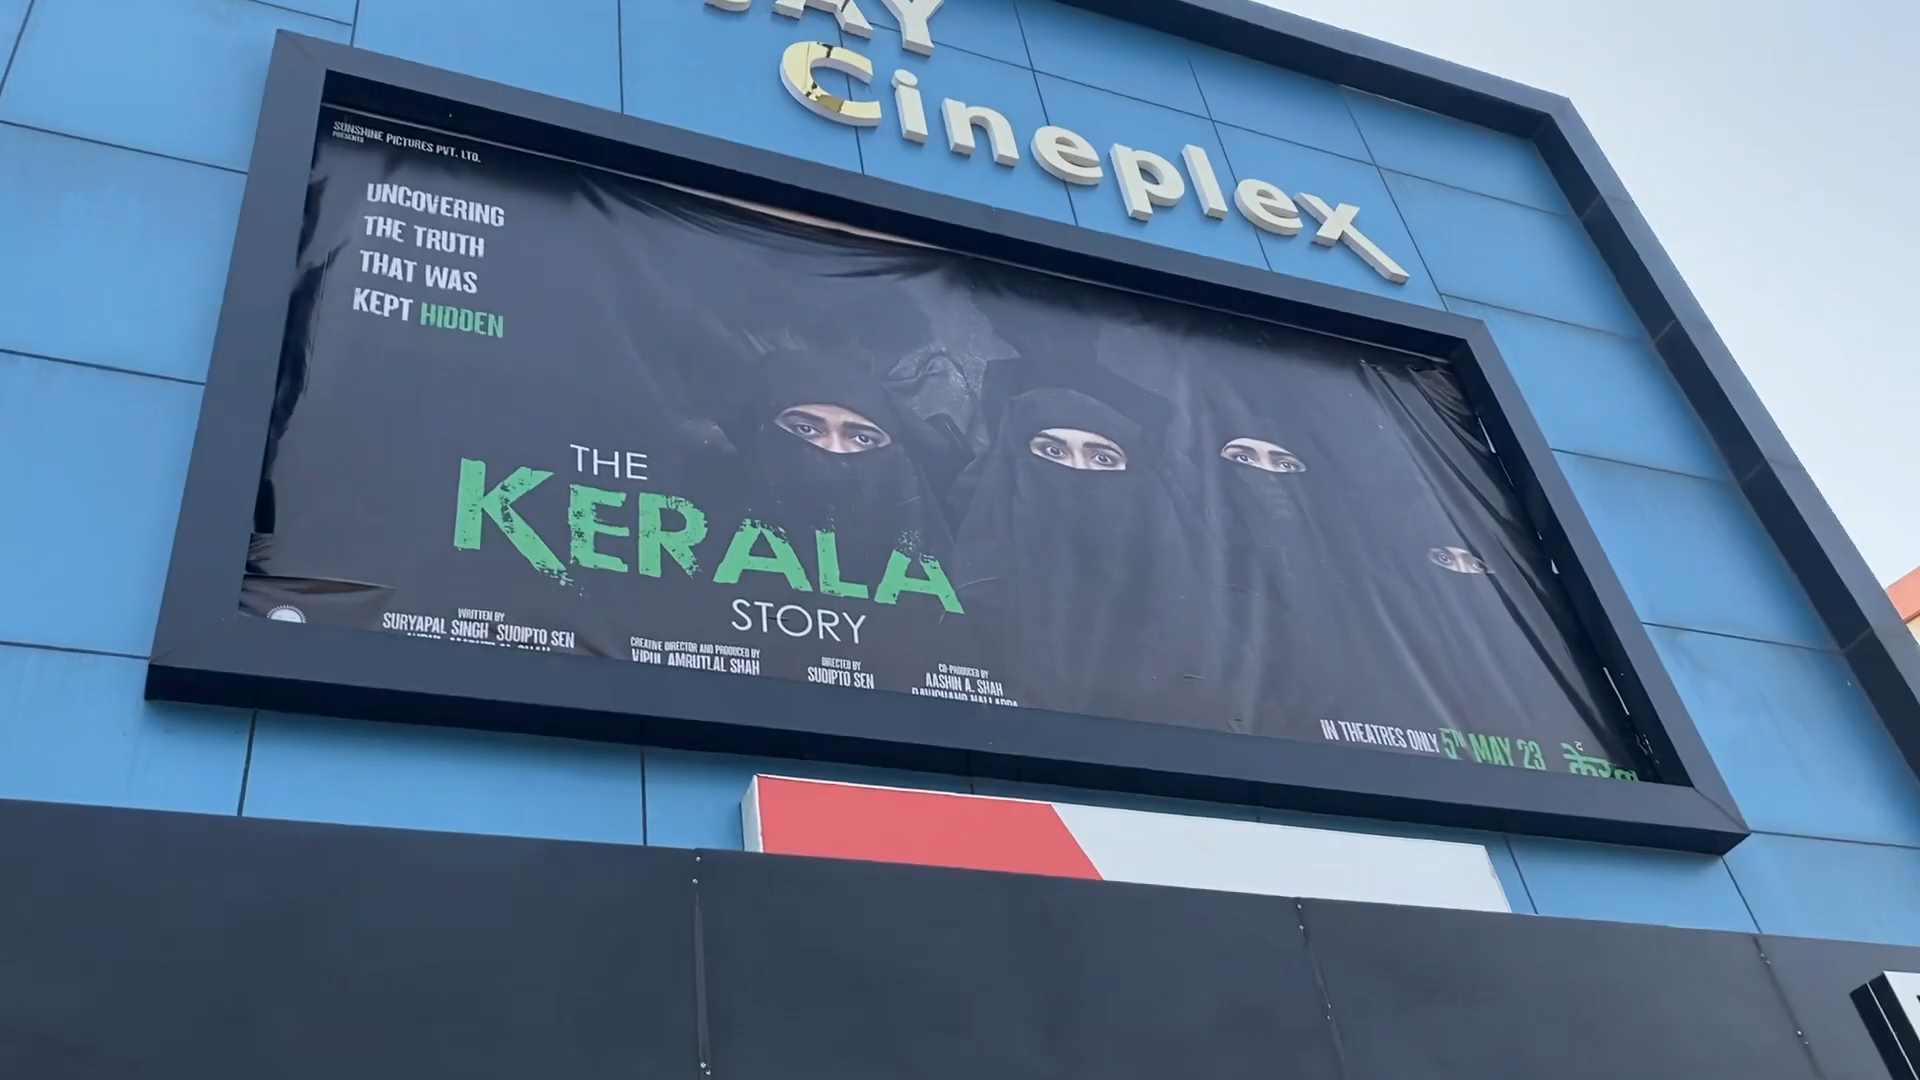 Cineplex
SUNSHINE PICTURES PVT. LTD.
PRESENTS
UNCOVERING
THE TRUTH
THAT WAS
KEPT HIDDEN
THE
KERALA
STORY
WRITTEN BY
SURYAPAL SINGH SUDIPTO SEN
CREATIVE DIRECTOR AND PRODUCED BY
VIPUL AMRUTLAL SHAH
DIRECTED BY
SUDIPTO SEN
CO-PRODUCED BY
AASHIN A. SHAH
IN THEATRES ONLY 5TH MAY 23